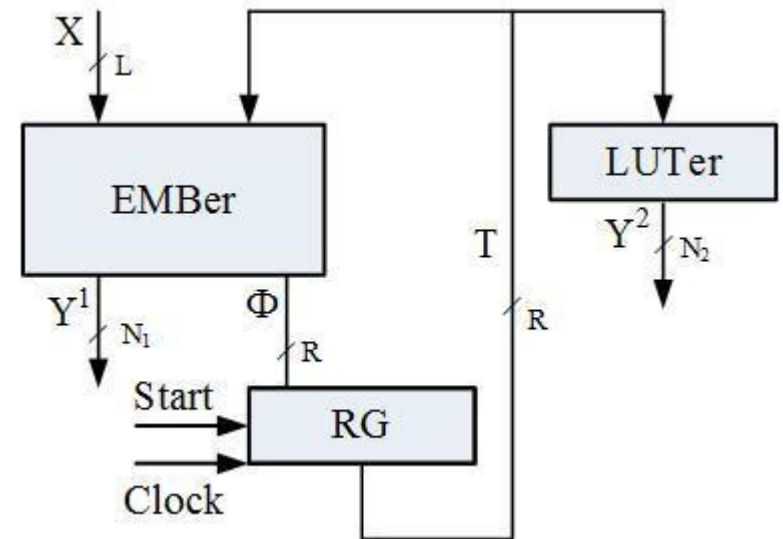 X
L
EMBer
LUTer
Y²
N₂
T
R
Y¹
N₁
Φ
R
Start
RG
Clock